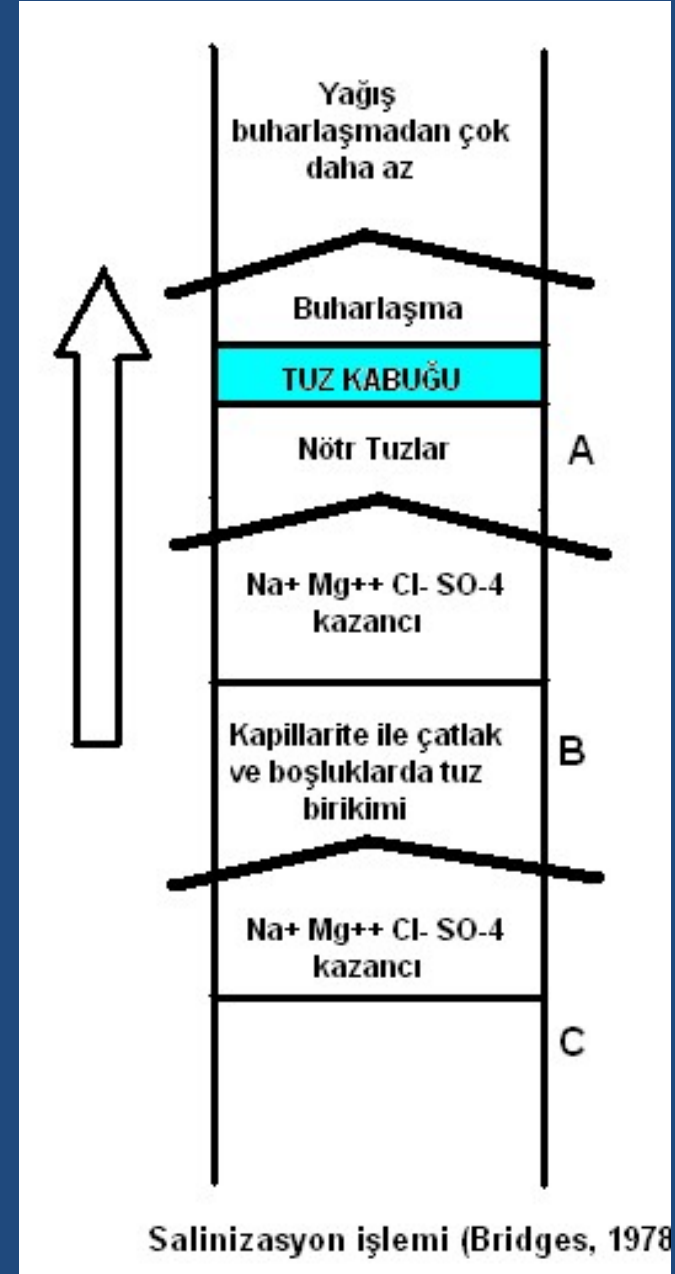 Yağış
buharlaşmadan çok
daha az
Buharlaşma
TUZ KABUĞU
Nötr Tuzlar
A
Na+ Mg++ Cl- SO-4
kazancı
Kapillarite ile çatlak
ve boşluklarda tuz
birikimi
B
Na+ Mg++ Cl- SO-4
kazancı
C
Salinizasyon işlemi (Bridges, 1978